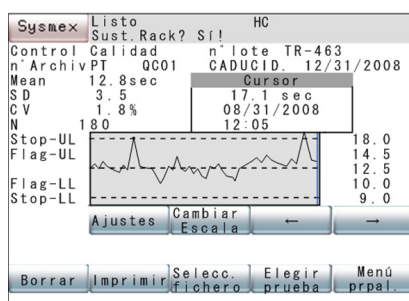 Sysmex Listo HC
Sust.Rack? Sí!
Control Calidad n°lote TR-463
n°Archiv PT QC01 CADUCID. 12/31/2008
Mean 12.8sec Cursor
SD 3.5 17.1 sec
CV 1.8% 08/31/2008
N 180 12:05
Stop-UL 18.0
Flag-UL 14.5
12.5
Flag-LL 10.0
Stop-LL 9.0
Ajustes Cambiar Escala ← →
Borrar Imprimir Selecc. fichero Elegir prueba Menú prpal.